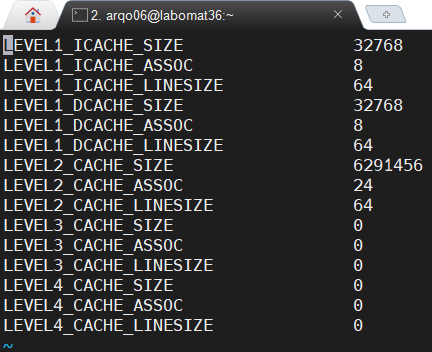 2. arqo06@labomat36:~
LEVEL1_ICACHE_SIZE 32768
LEVEL1_ICACHE_ASSOC 8
LEVEL1_ICACHE_LINESIZE 64
LEVEL1_DCACHE_SIZE 32768
LEVEL1_DCACHE_ASSOC 8
LEVEL1_DCACHE_LINESIZE 64
LEVEL2_CACHE_SIZE 6291456
LEVEL2_CACHE_ASSOC 24
LEVEL2_CACHE_LINESIZE 64
LEVEL3_CACHE_SIZE 0
LEVEL3_CACHE_ASSOC 0
LEVEL3_CACHE_LINESIZE 0
LEVEL4_CACHE_SIZE 0
LEVEL4_CACHE_ASSOC 0
LEVEL4_CACHE_LINESIZE 0
~